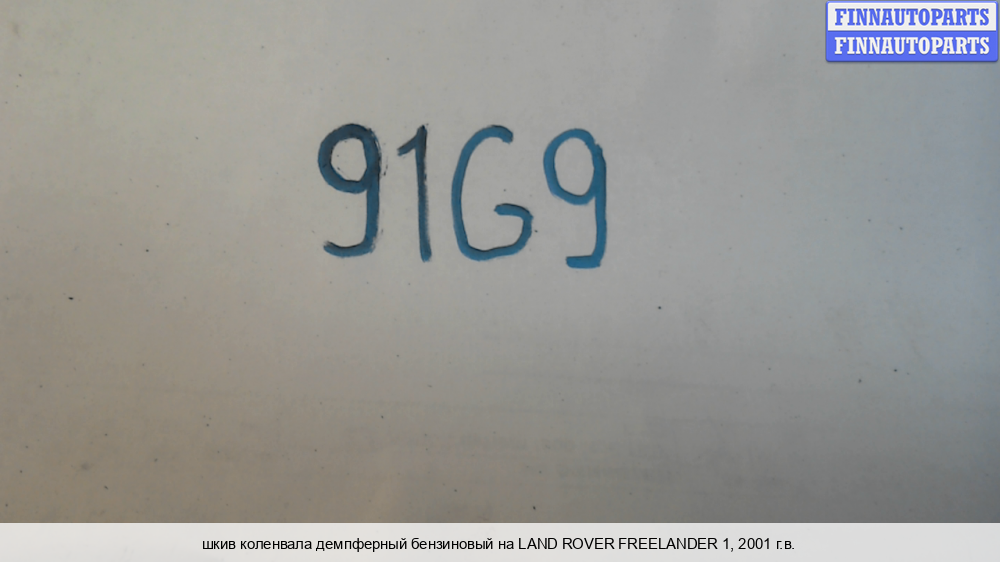 FINNAUTOPARTS
FINNAUTOPARTS
91G9
шкив коленвала демпферный бензиновый на LAND ROVER FREELANDER 1, 2001 г.в.